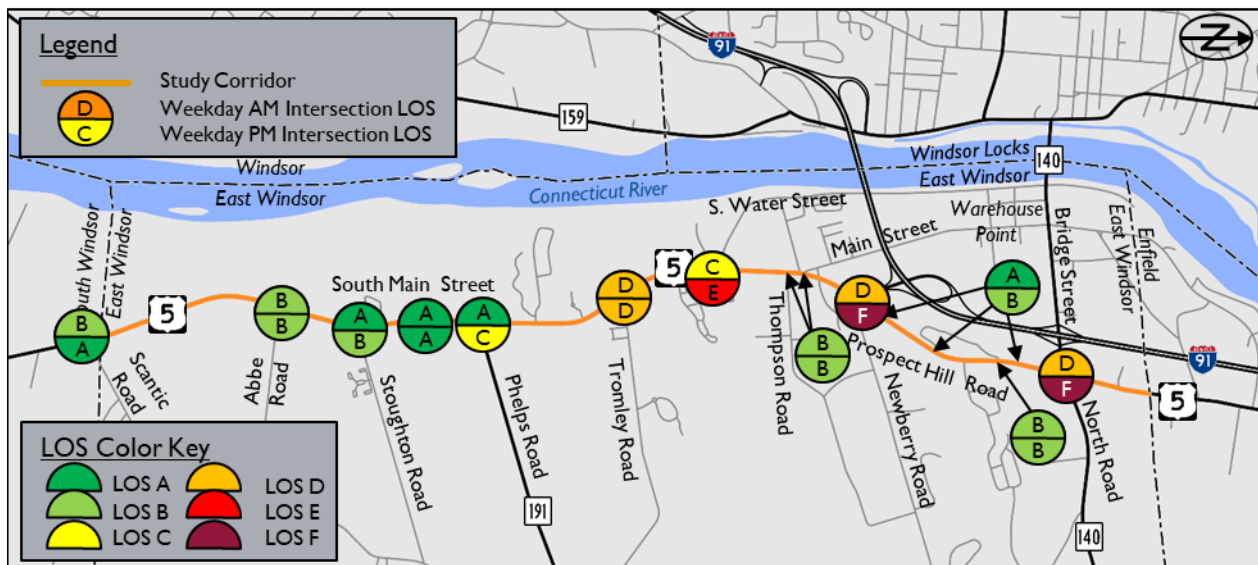 Legend
Study Corridor
D
Weekday AM Intersection LOS
C
Weekday PM Intersection LOS
91
Z
159
Windsor
East Windsor
Connecticut River
Windsor Locks
East Windsor
140
S. Water Street
Main Street
Warehouse
Point
Bridge Street
Enfield
East Windsor
South Windsor
East Windsor
B
A
5
Scantic
Road
B
B
Abbe
Road
South Main Street
A
B
Stoughton Road
A
A
A
C
Phelps Road
191
D
D
Tromley Road
5
C
E
Thompson Road
B
B
D
F
Prospect Hill Road
Newberry Road
A
B
B
B
D
F
North Road
140
5
91
LOS Color Key
LOS A
LOS D
LOS B
LOS E
LOS C
LOS F